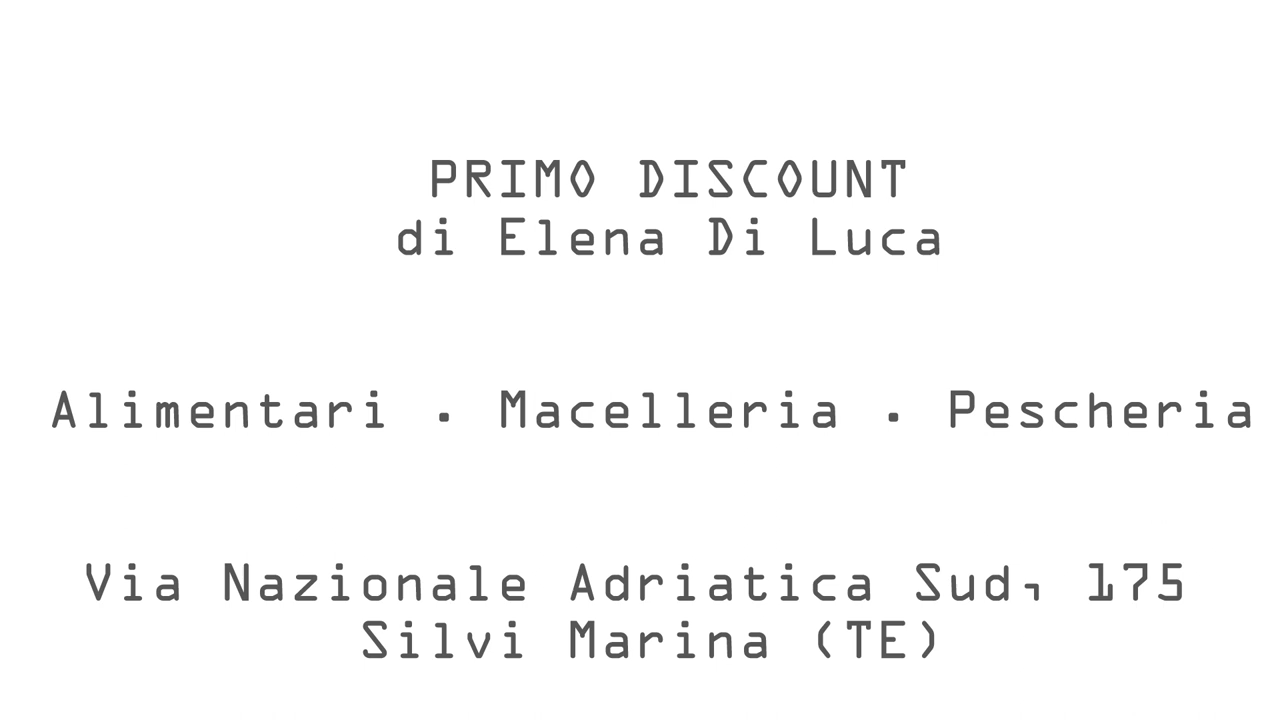 PRIMO DISCOUNT
di Elena Di Luca
Alimentari . Macelleria . Pescheria
Via Nazionale Adriatica Sud, 175
Silvi Marina (TE)